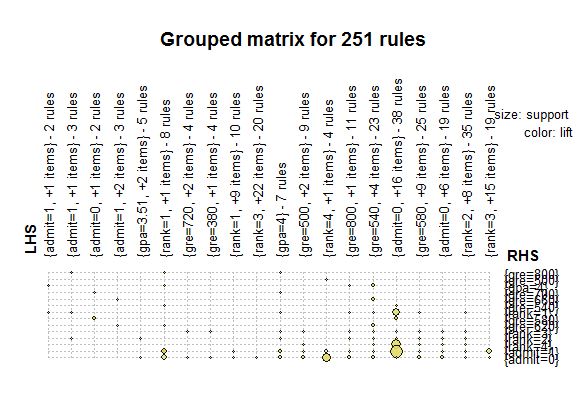 Grouped matrix for 251 rules
{admit=1, +1 items} - 2 rules
{admit=1, +1 items} - 3 rules
{admit=0, +1 items} - 2 rules
{admit=1, +2 items} - 3 rules
{gpa=3.51, +2 items} - 5 rules
{rank=1, +1 items} - 8 rules
{gre=720, +2 items} - 4 rules
{gre=380, +1 items} - 4 rules
{rank=1, +9 items} - 10 rules
{rank=3, +22 items} - 20 rules
{gpa=4} - 7 rules
{gre=500, +2 items} - 9 rules
{rank=4, +1 items} - 4 rules
{gre=800, +1 items} - 11 rules
{gre=540, +4 items} - 23 rules
{admit=0, +16 items} - 38 rules
{gre=580, +9 items} - 25 rules
{admit=0, +6 items} - 19 rules
{rank=2, +8 items} - 35 rules
{rank=3, +15 items} - 19 rules
size: support
color: lift
LHS
RHS
{gre=800}
{gpa=4}
{admit=1}
{admit=0}